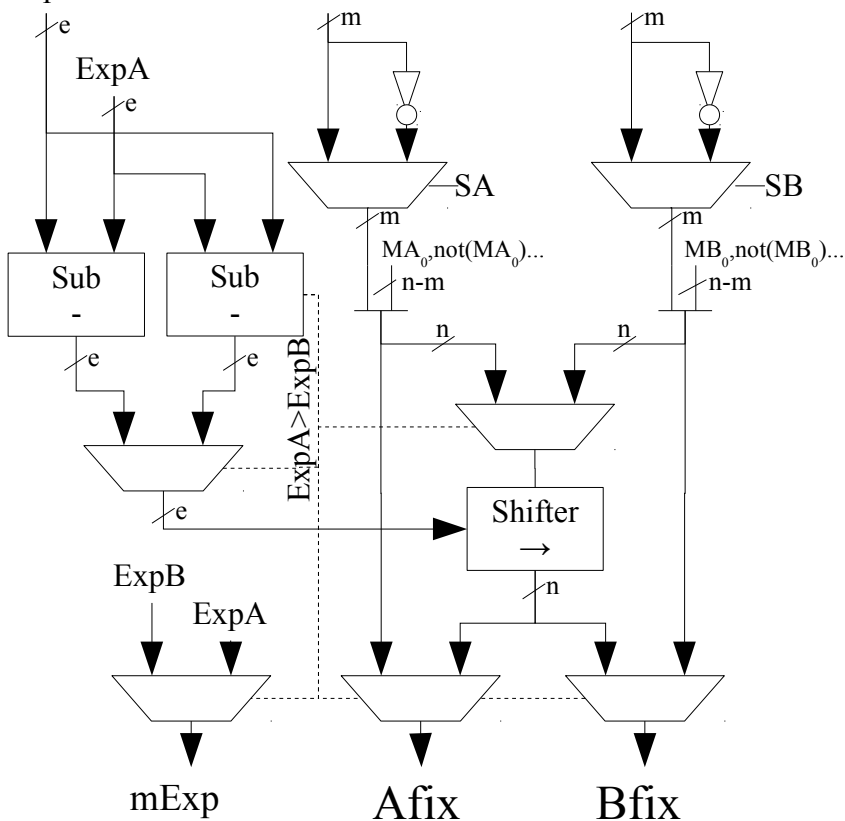 e
m
m
ExpA
e
SA
SB
m
m
MA₀,not(MA₀)...
MB₀,not(MB₀)...
n-m
n-m
Sub
-
Sub
-
n
n
e
e
ExpA>ExpB
e
Shifter
→
ExpB
n
ExpA
mExp
Afix
Bfix